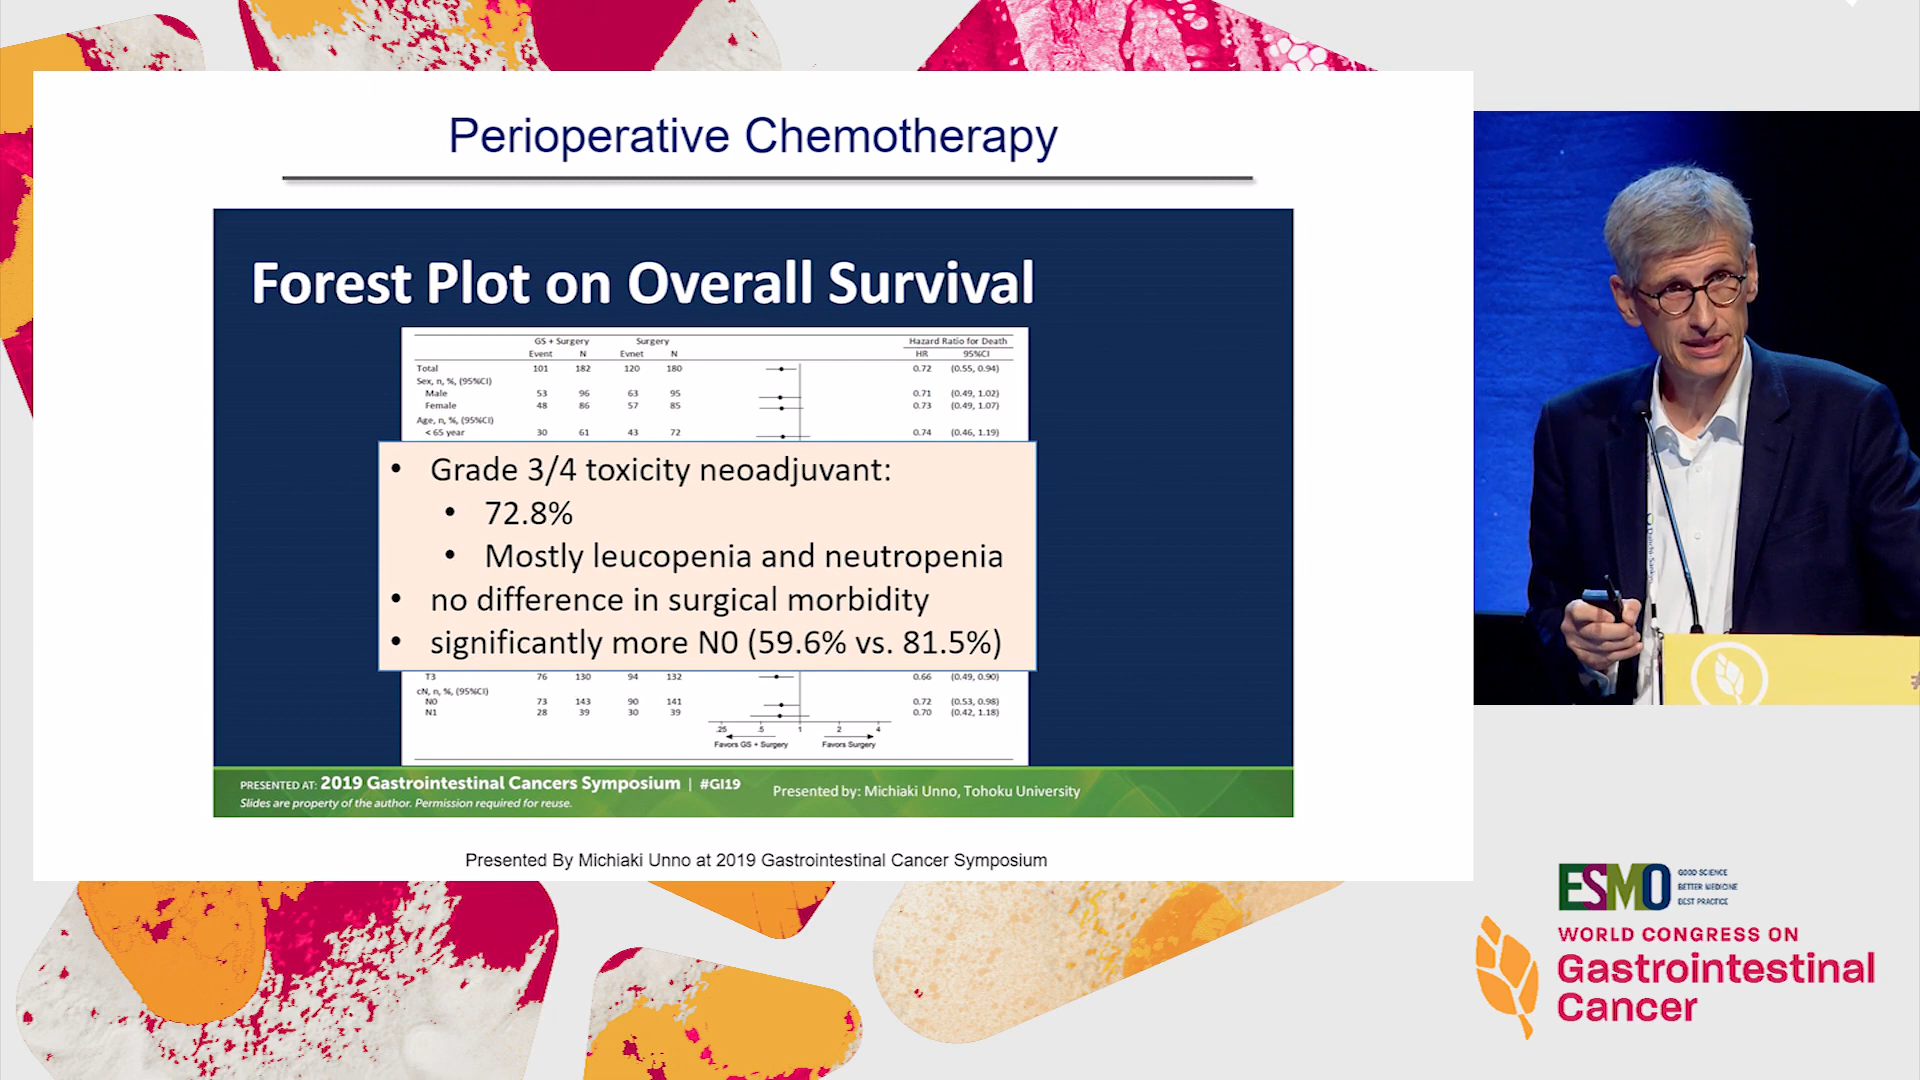 Perioperative Chemotherapy
Forest Plot on Overall Survival
GS + Surgery Surgery Hazard Ratio for Death
Event N Evnet N HR 95%CI
Total 101 182 120 180 0.72 (0.55, 0.94)
Sex, n, %, (95%CI)
Male 53 96 63 95 0.71 (0.49, 1.02)
Female 48 86 57 85 0.73 (0.49, 1.07)
Age, n, %, (95%CI)
< 65 year 30 61 43 72 0.74 (0.46, 1.19)
• Grade 3/4 toxicity neoadjuvant:
• 72.8%
• Mostly leucopenia and neutropenia
• no difference in surgical morbidity
• significantly more N0 (59.6% vs. 81.5%)
T3 76 130 94 132 0.66 (0.49, 0.90)
cN, n, %, (95%CI)
N0 73 143 90 141 0.72 (0.53, 0.98)
N1 28 39 30 39 0.70 (0.42, 1.18)
.25 .5 1 2 4
Favors GS + Surgery Favors Surgery
PRESENTED AT: 2019 Gastrointestinal Cancers Symposium | #GI19
Slides are property of the author. Permission required for reuse.
Presented by: Michiaki Unno, Tohoku University
Presented By Michiaki Unno at 2019 Gastrointestinal Cancer Symposium
ESMO
GOOD SCIENCE
BETTER MEDICINE
BEST PRACTICE
WORLD CONGRESS ON
Gastrointestinal
Cancer